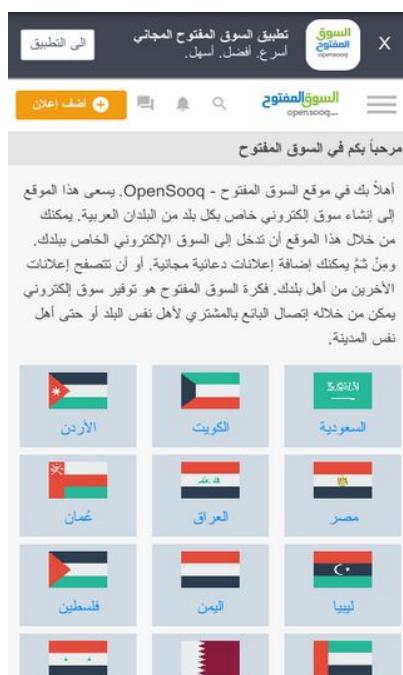 السوق
المفتوح
opensooq
تطبيق السوق المفتوح المجاني
أسرع. أفضل. أسهل.
الى التطبيق
X
السوقالمفتوح
opensooq
أضف إعلان
مرحباً بكم في السوق المفتوح
أهلاً بك في موقع السوق المفتوح - OpenSooq. يسعى هذا الموقع
إلى إنشاء سوق إلكتروني خاص بكل بلد من البلدان العربية. يمكنك
من خلال هذا الموقع أن تدخل إلى السوق الإلكتروني الخاص ببلدك.
ومِنْ ثمَّ يمكنك إضافة إعلانات دعائية مجانية. أو أن تتصفح إعلانات
الأخرين من أهل بلدك. فكرة السوق المفتوح هو توفير سوق إلكتروني
يمكن من خلاله إتصال البائع بالمشتري لأهل نفس البلد أو حتى أهل
نفس المدينة.
السعودية
الكويت
الأردن
مصر
العراق
عُمان
ليبيا
اليمن
فلسطين